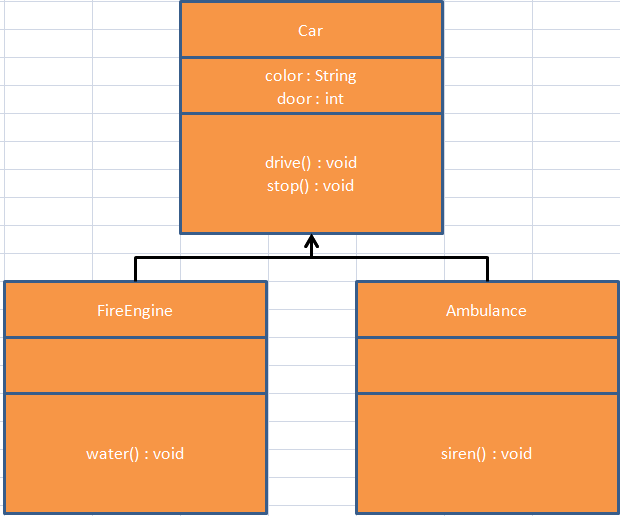 Car
color : String
door : int
drive() : void
stop() : void
FireEngine
water() : void
Ambulance
siren() : void